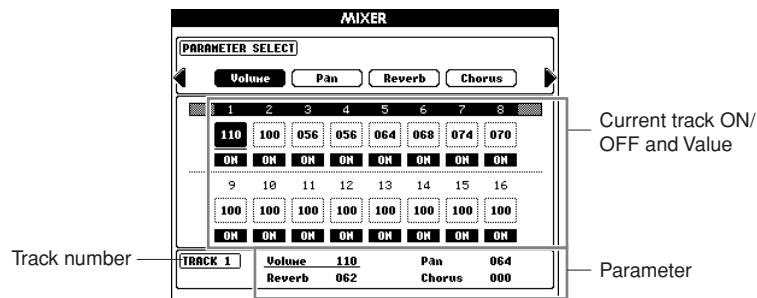 MIXER
PARAMETER SELECT
Volume Pan Reverb Chorus
1 2 3 4 5 6 7 8
110 100 056 056 064 068 074 070
ON ON ON ON ON ON ON ON
Current track ON/
OFF and Value
9 10 11 12 13 14 15 16
100 100 100 100 100 100 100 100
ON ON ON ON ON ON ON ON
Track number
TRACK 1
Volume 110 Pan 064
Reverb 062 Chorus 000
Parameter